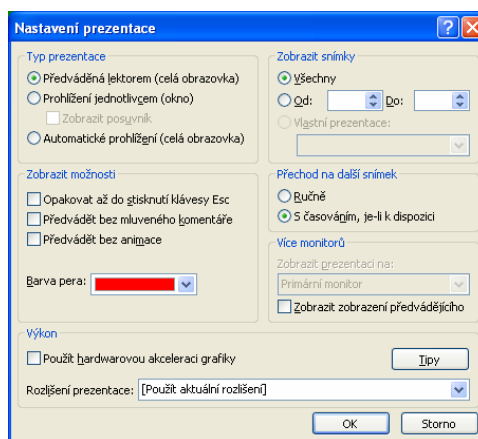 Nastavení prezentace
Typ prezentace
Předváděná lektorem (celá obrazovka)
Prohlížení jednotlivcem (okno)
Zobrazit posuvník
Automatické prohlížení (celá obrazovka)
Zobrazit snímky
Všechny
Od: Do:
Vlastní prezentace:
Zobrazit možnosti
Opakovat až do stisknutí klávesy Esc
Předvádět bez mluveného komentáře
Předvádět bez animace
Barva pera:
Přechod na další snímek
Ručně
S časováním, je-li k dispozici
Více monitorů
Zobrazit prezentaci na:
Primární monitor
Zobrazit zobrazení předvádějícího
Výkon
Použít hardwarovou akceleraci grafiky
Tipy
Rozlišení prezentace: [Použít aktuální rozlišení]
OK Storno